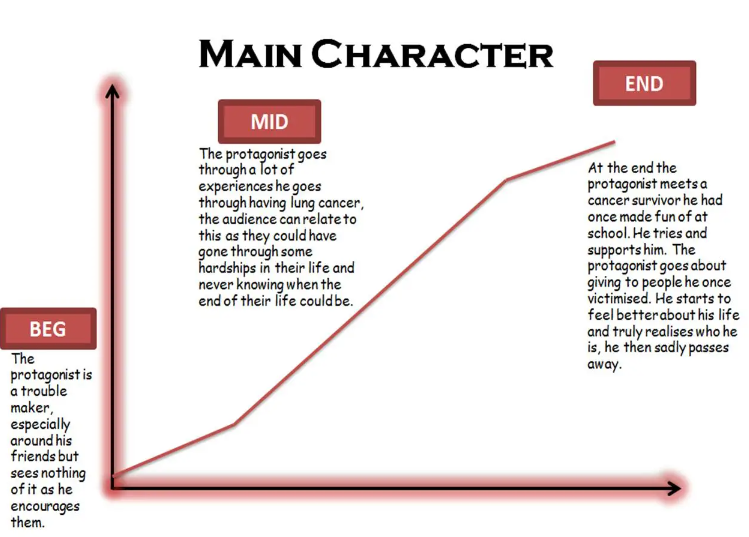 MAIN CHARACTER
BEG
The
protagonist is
a trouble
maker,
especially
around his
friends but
sees nothing
of it as he
encourages
them.
MID
The protagonist goes
through a lot of
experiences he goes
through having lung cancer,
the audience can relate to
this as they could have
gone through some
hardships in their life and
never knowing when the
end of their life could be.
END
At the end the
protagonist meets a
cancer survivor he had
once made fun of at
school. He tries and
supports him. The
protagonist goes about
giving to people he once
victimised. He starts to
feel better about his life
and truly realises who he
is, he then sadly passes
away.